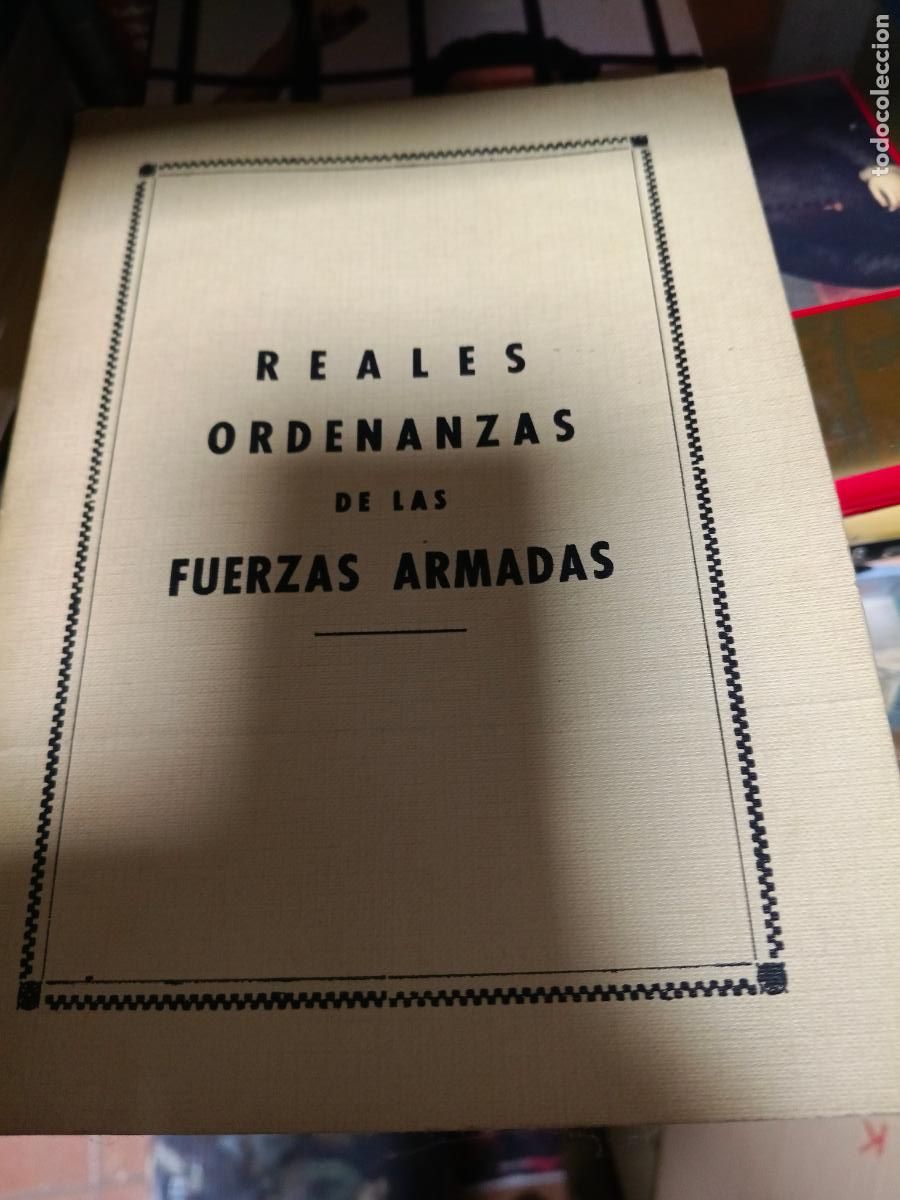 REALES
ORDENANZAS
DE LAS
FUERZAS ARMADAS
todocoleccion